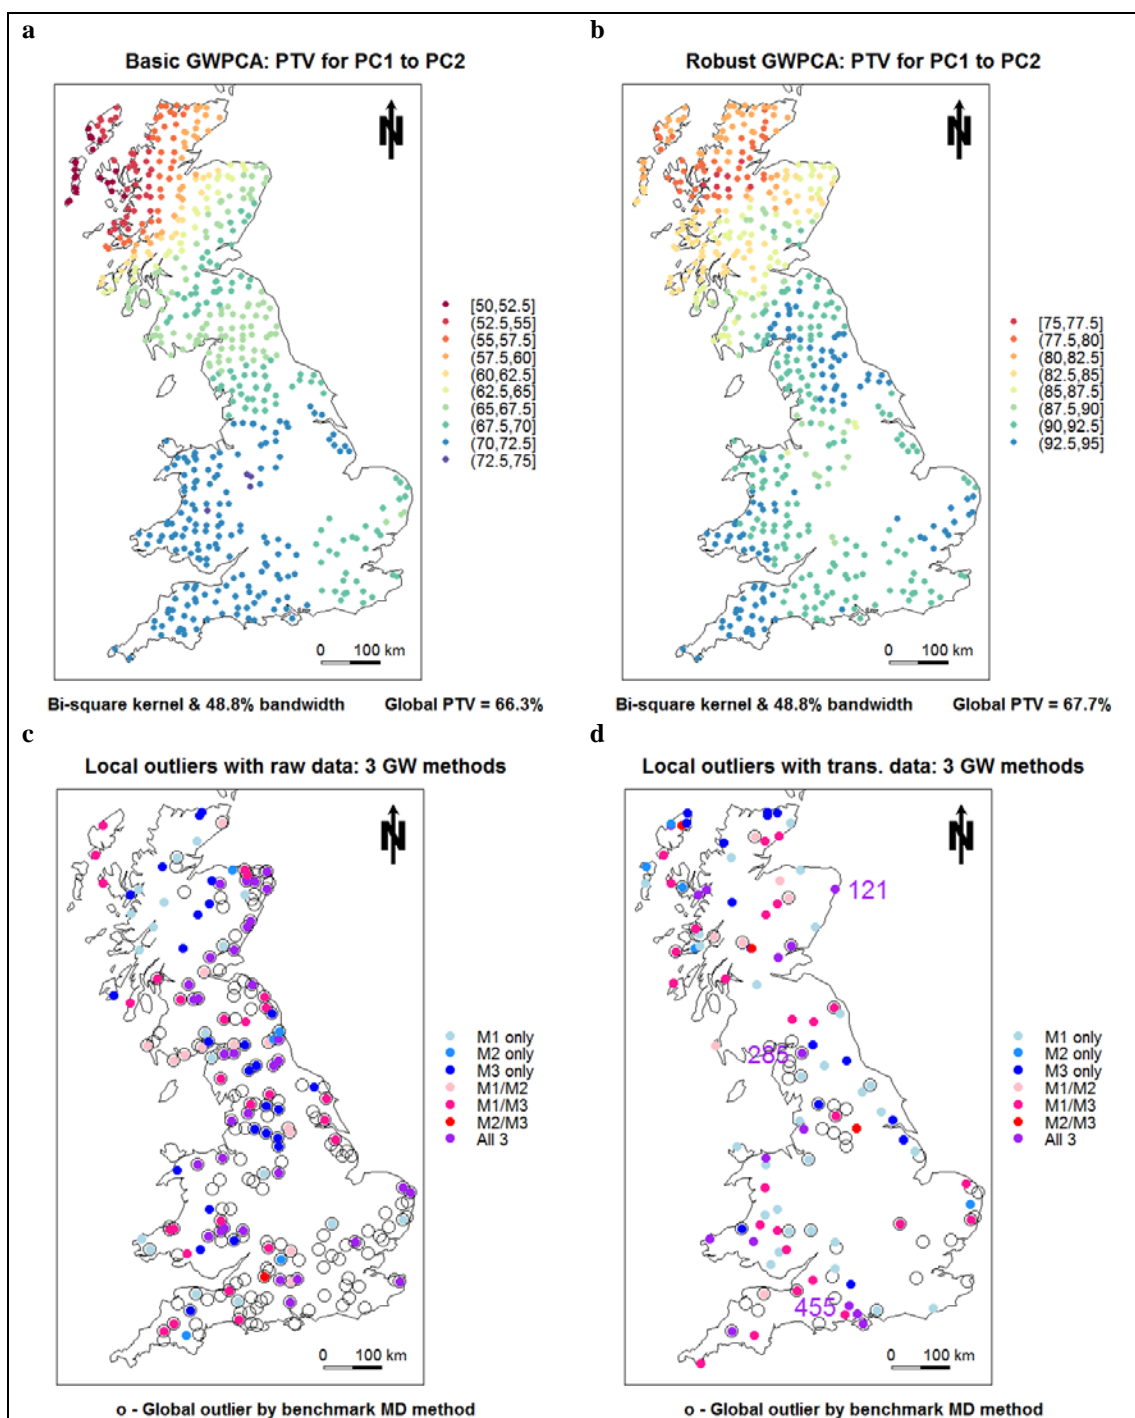 a
Basic GWPCA: PTV for PC1 to PC2
N
[50,52.5]
(52.5,55]
(55,57.5]
(57.5,60]
(60,62.5]
(62.5,65]
(65,67.5]
(67.5,70]
(70,72.5]
(72.5,75]
0 100 km
Bi-square kernel & 48.8% bandwidth Global PTV = 66.3%
b
Robust GWPCA: PTV for PC1 to PC2
N
[75,77.5]
(77.5,80]
(80,82.5]
(82.5,85]
(85,87.5]
(87.5,90]
(90,92.5]
(92.5,95]
0 100 km
Bi-square kernel & 48.8% bandwidth Global PTV = 67.7%
c
Local outliers with raw data: 3 GW methods
N
M1 only
M2 only
M3 only
M1/M2
M1/M3
M2/M3
All 3
0 100 km
o - Global outlier by benchmark MD method
d
Local outliers with trans. data: 3 GW methods
N
121
285
455
M1 only
M2 only
M3 only
M1/M2
M1/M3
M2/M3
All 3
0 100 km
o - Global outlier by benchmark MD method